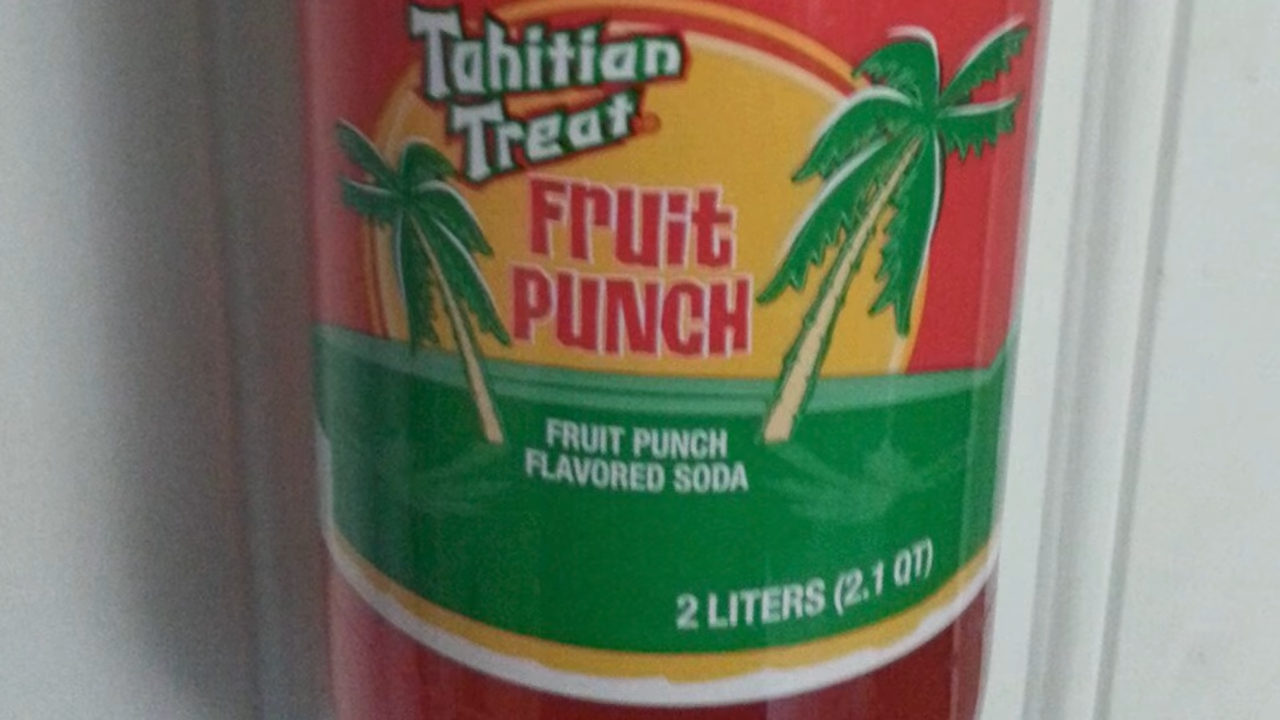 Tahitian
Treat
Fruit
PUNCH
FRUIT PUNCH
FLAVORED SODA
2 LITERS (2.1 QT)